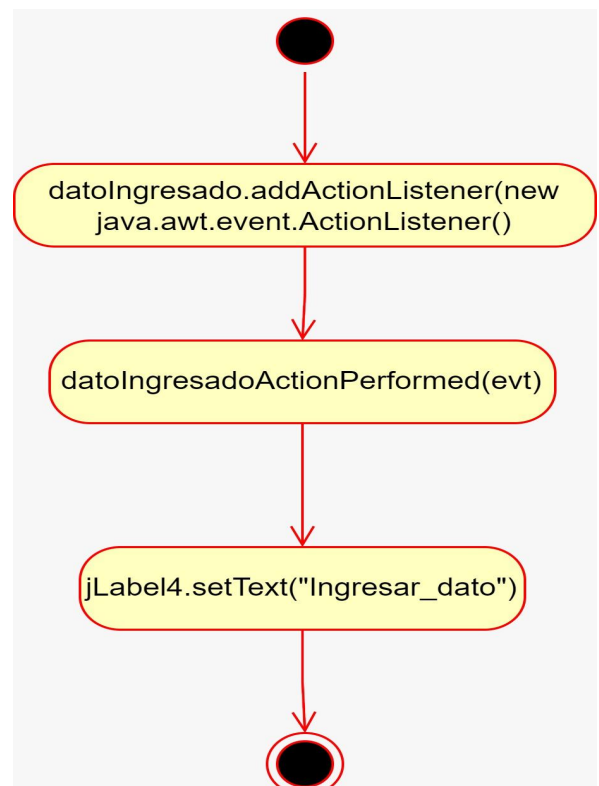 datoIngresado.addActionListener(new
java.awt.event.ActionListener()
datoIngresadoActionPerformed(evt)
jLabel4.setText("Ingresar_dato")